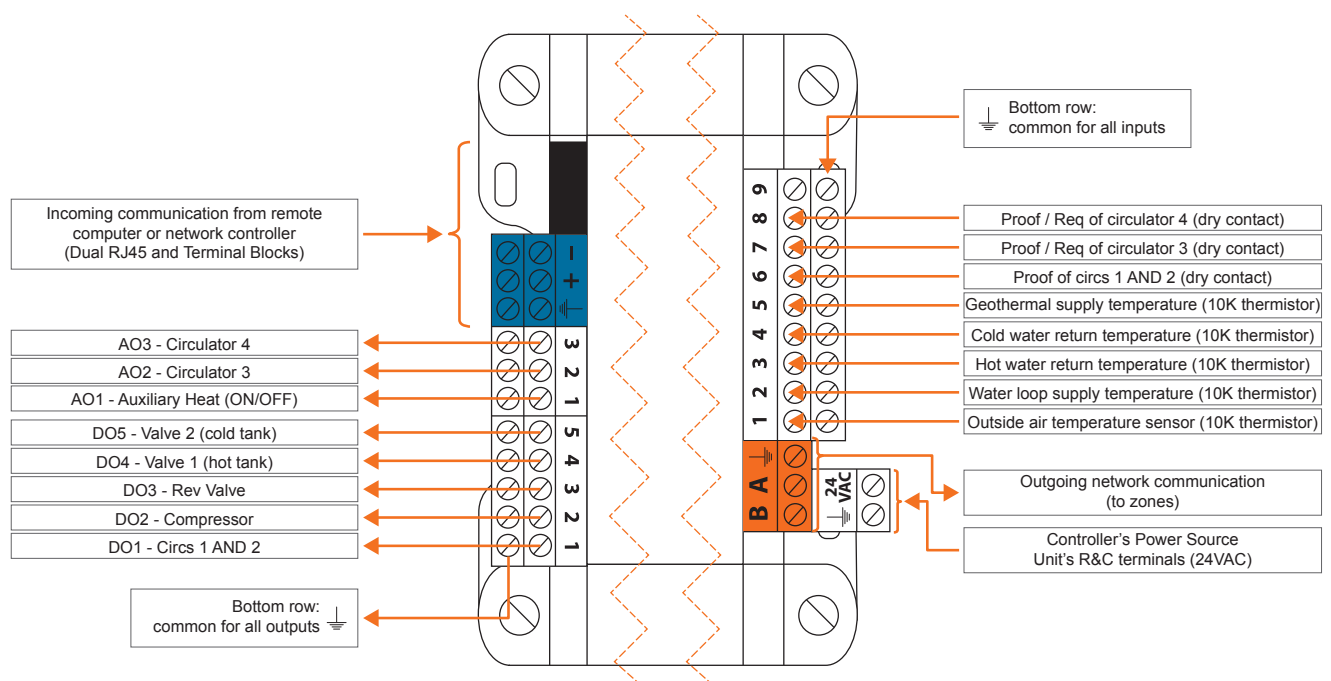 Incoming communication from remote
computer or network controller
(Dual RJ45 and Terminal Blocks)
AO3 - Circulator 4
AO2 - Circulator 3
AO1 - Auxiliary Heat (ON/OFF)
DO5 - Valve 2 (cold tank)
DO4 - Valve 1 (hot tank)
DO3 - Rev Valve
DO2 - Compressor
DO1 - Circs 1 AND 2
Bottom row:
common for all outputs
–
+
3
2
1
5
4
3
2
1
9
8
7
6
5
4
3
2
1
A
B
24
VAC
Bottom row:
common for all inputs
Proof / Req of circulator 4 (dry contact)
Proof / Req of circulator 3 (dry contact)
Proof of circs 1 AND 2 (dry contact)
Geothermal supply temperature (10K thermistor)
Cold water return temperature (10K thermistor)
Hot water return temperature (10K thermistor)
Water loop supply temperature (10K thermistor)
Outside air temperature sensor (10K thermistor)
Outgoing network communication
(to zones)
Controller's Power Source
Unit's R&C terminals (24VAC)